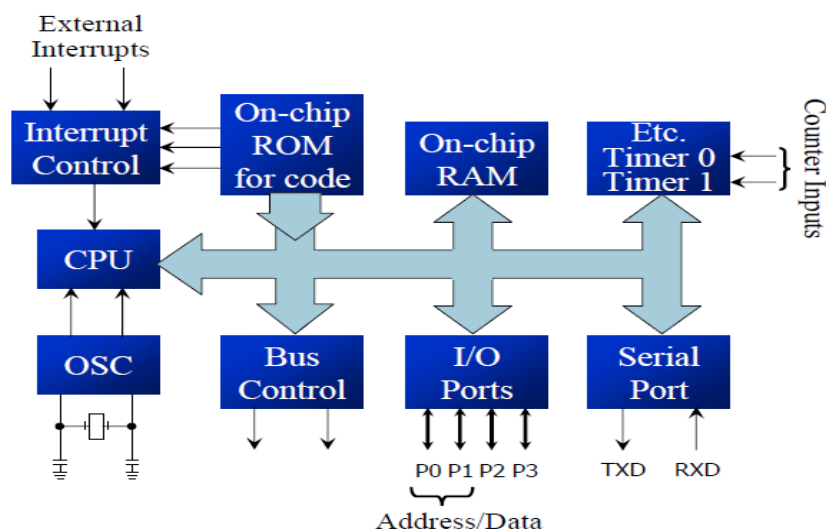 External
Interrupts
Interrupt
Control
On-chip
ROM
for code
On-chip
RAM
Etc.
Timer 0
Timer 1
Counter Inputs
CPU
OSC
Bus
Control
I/O
Ports
Serial
Port
P0 P1 P2 P3
TXD RXD
Address/Data